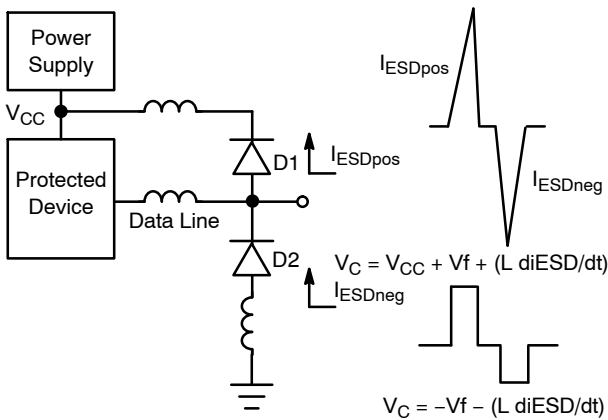 Power
Supply
V_CC
Protected
Device
Data Line
D1
I_ESDpos
D2
I_ESDneg
I_ESDpos
I_ESDneg
V_C = V_CC + Vf + (L diESD/dt)
V_C = −Vf − (L diESD/dt)